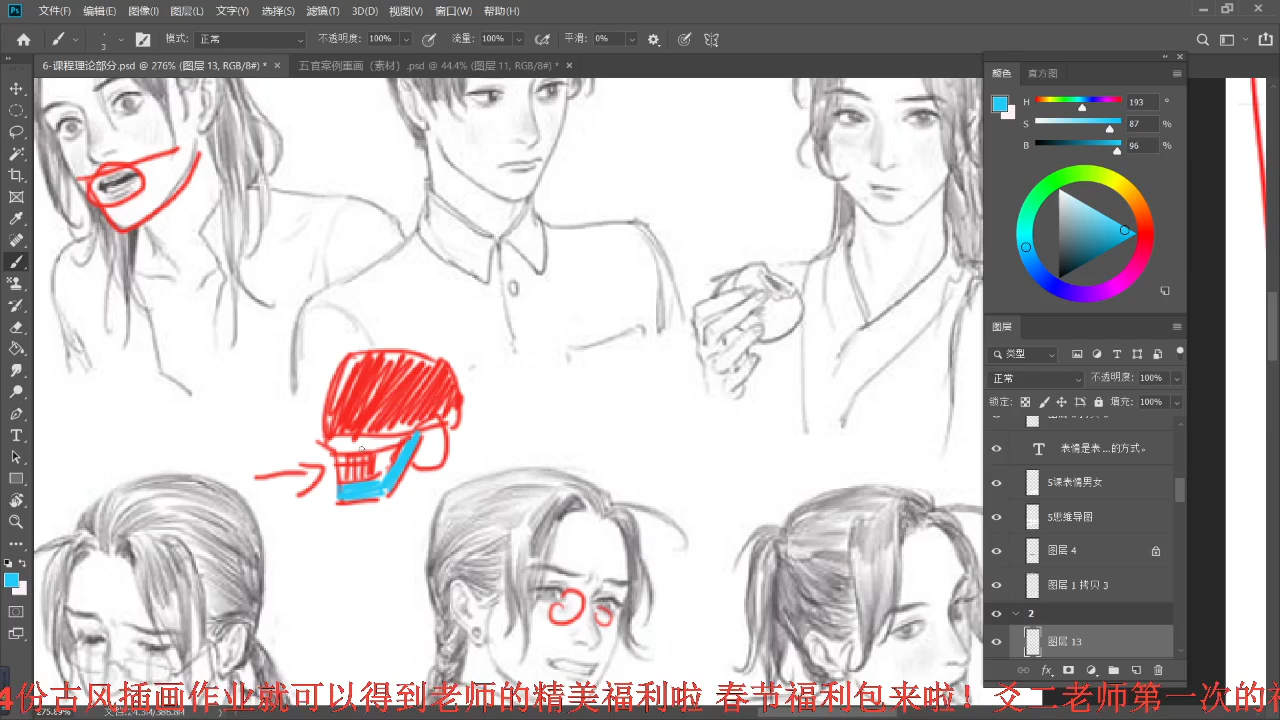 Ps 文件(F) 编辑(E) 图像(I) 图层(L) 文字(Y) 选择(S) 滤镜(T) 3D(D) 视图(V) 窗口(W) 帮助(H)
3 模式: 正常 不透明度: 100% 流量: 100% 平滑: 0%
6-课程理论部分.psd @ 276% (图层 13, RGB/8#) * × 五官案例重画（素材）.psd @ 44.4% (图层 11, RGB/8#) * ×
颜色 直方图
H 193 °
S 87 %
B 96 %
图层
类型
正常 不透明度: 100%
锁定: 填充: 100%
T 表情是表...的方式。
5课表情男女
5思维导图
图层 4
图层 1 拷贝 3
2
图层 13
fx
4份古风插画作业就可以得到老师的精美福利啦 春节福利包来啦！爻二老师第一次的